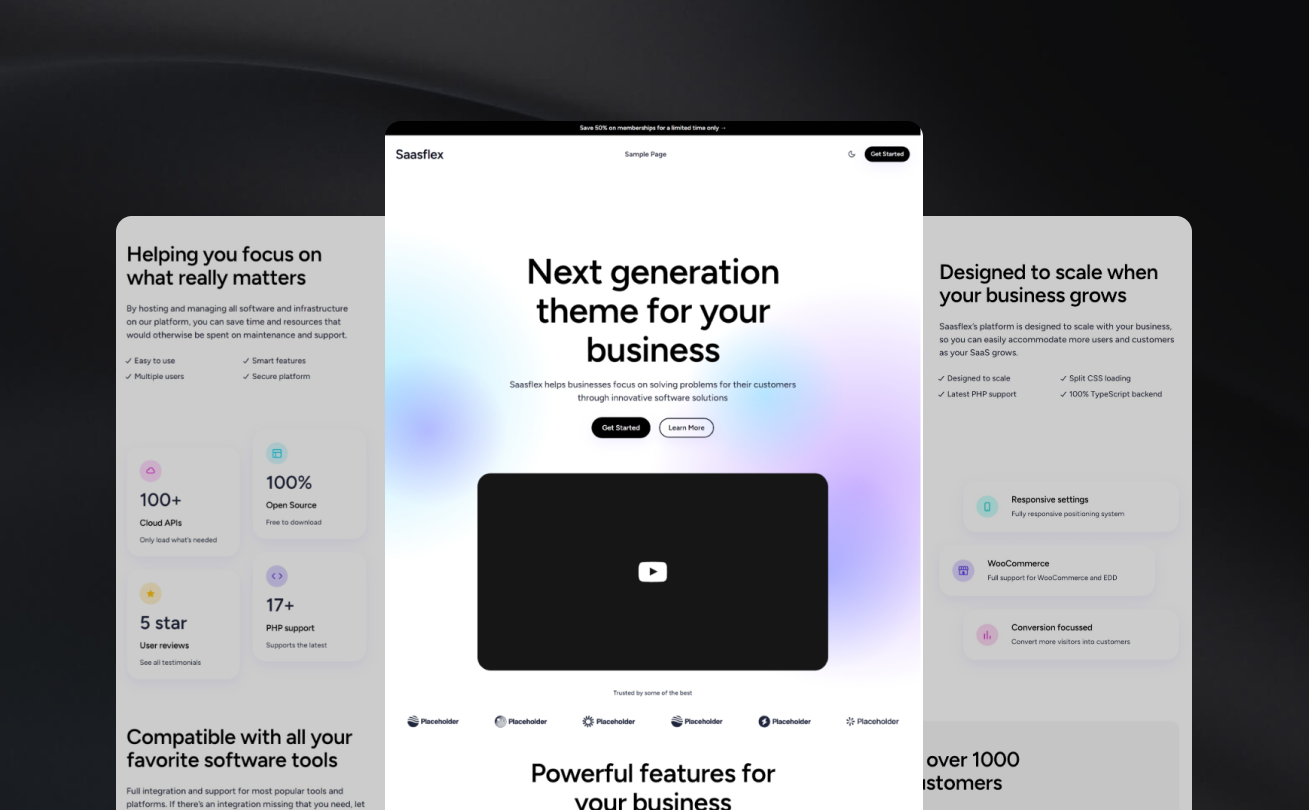 Save 50% on memberships for a limited time only →
Saasflex
Sample Page
Get Started
Next generation
theme for your
business
Saasflex helps businesses focus on solving problems for their customers
through innovative software solutions
Get Started
Learn More
Trusted by some of the best
Placeholder
Placeholder
Placeholder
Placeholder
Placeholder
Placeholder
Powerful features for
your business
Helping you focus on
what really matters
By hosting and managing all software and infrastructure
on our platform, you can save time and resources that
would otherwise be spent on maintenance and support.
✓ Easy to use
✓ Smart features
✓ Multiple users
✓ Secure platform
100+
Cloud APIs
Only load what's needed
100%
Open Source
Free to download
5 star
User reviews
See all testimonials
17+
PHP support
Supports the latest
Compatible with all your
favorite software tools
Full integration and support for most popular tools and
platforms. If there's an integration missing that you need, let
Designed to scale when
your business grows
Saasflex's platform is designed to scale with your business,
so you can easily accommodate more users and customers
as your SaaS grows.
✓ Designed to scale
✓ Split CSS loading
✓ Latest PHP support
✓ 100% TypeScript backend
Responsive settings
Fully responsive positioning system
WooCommerce
Full support for WooCommerce and EDD
Conversion focussed
Convert more visitors into customers
over 1000
ustomers